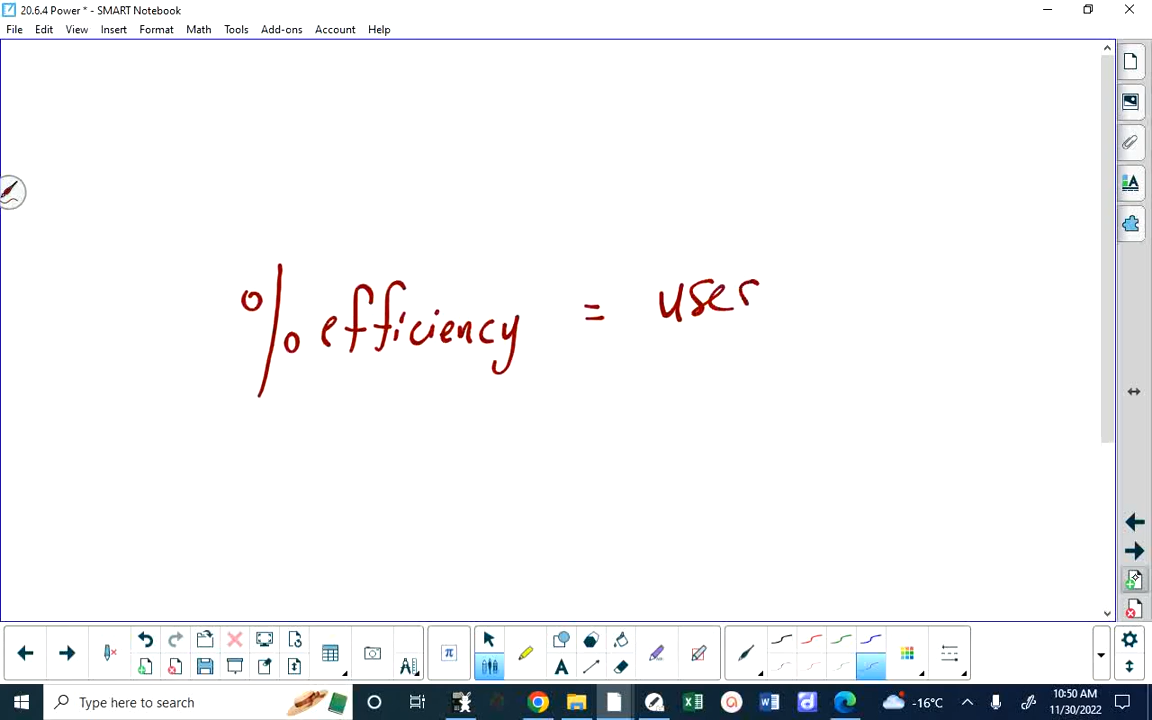 20.6.4 Power * - SMART Notebook
File Edit View Insert Format Math Tools Add-ons Account Help
% efficiency = user
π
A
Type here to search
-16°C
10:50 AM
11/30/2022